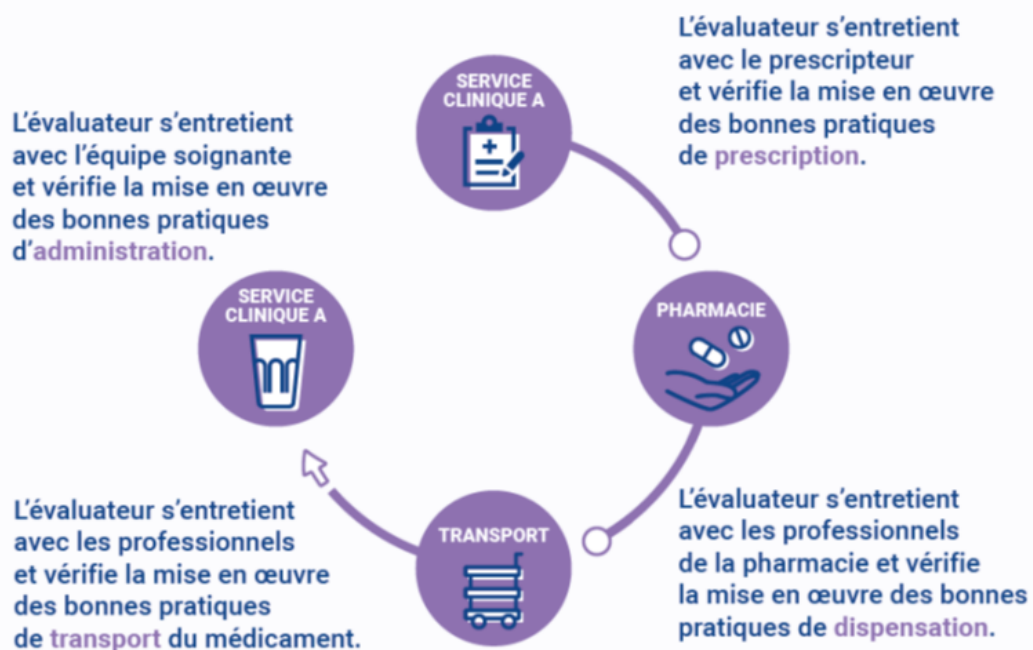 SERVICE
CLINIQUE A
L’évaluateur s’entretient
avec le prescripteur
et vérifie la mise en œuvre
des bonnes pratiques
de prescription.
PHARMACIE
L’évaluateur s’entretient
avec les professionnels
de la pharmacie et vérifie
la mise en œuvre des bonnes
pratiques de dispensation.
TRANSPORT
L’évaluateur s’entretient
avec les professionnels
et vérifie la mise en œuvre
des bonnes pratiques
de transport du médicament.
SERVICE
CLINIQUE A
L’évaluateur s’entretient
avec l’équipe soignante
et vérifie la mise en œuvre
des bonnes pratiques
d’administration.